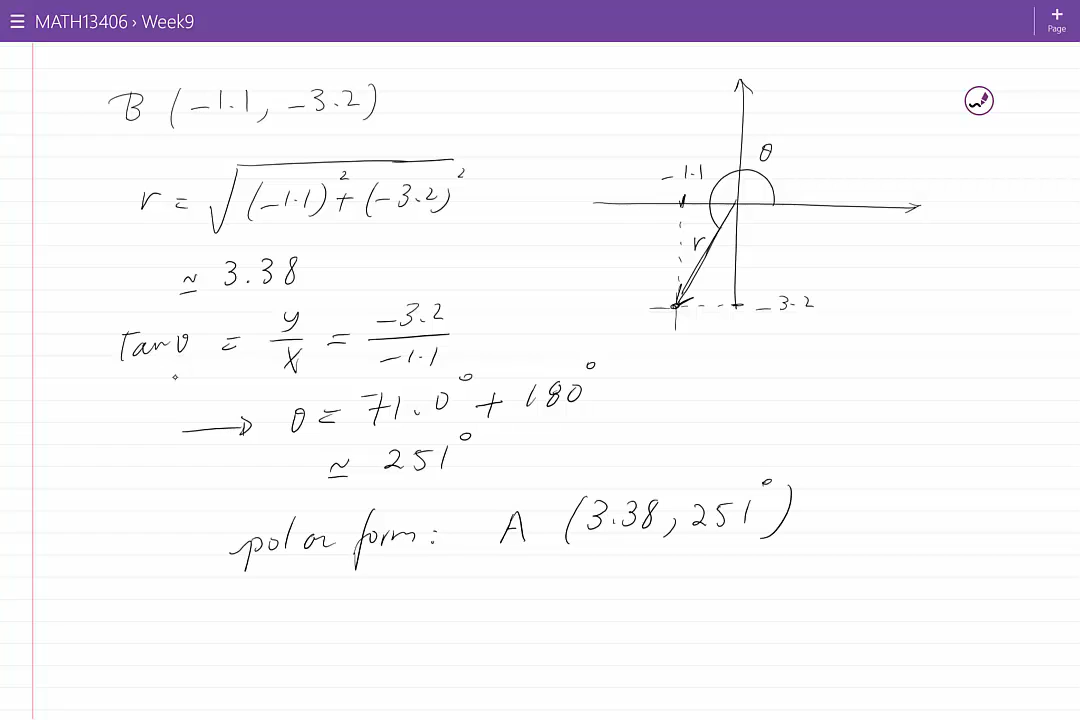 ☰ MATH13406 › Week9
+ Page
B (-1.1, -3.2)
r = √((-1.1)² + (-3.2)²)
≃ 3.38
Tan θ = y/x = -3.2/-1.1
→ θ = 71.0° + 180°
≃ 251°
polar form: A (3.38, 251°)
θ
-1.1
r
-3.2